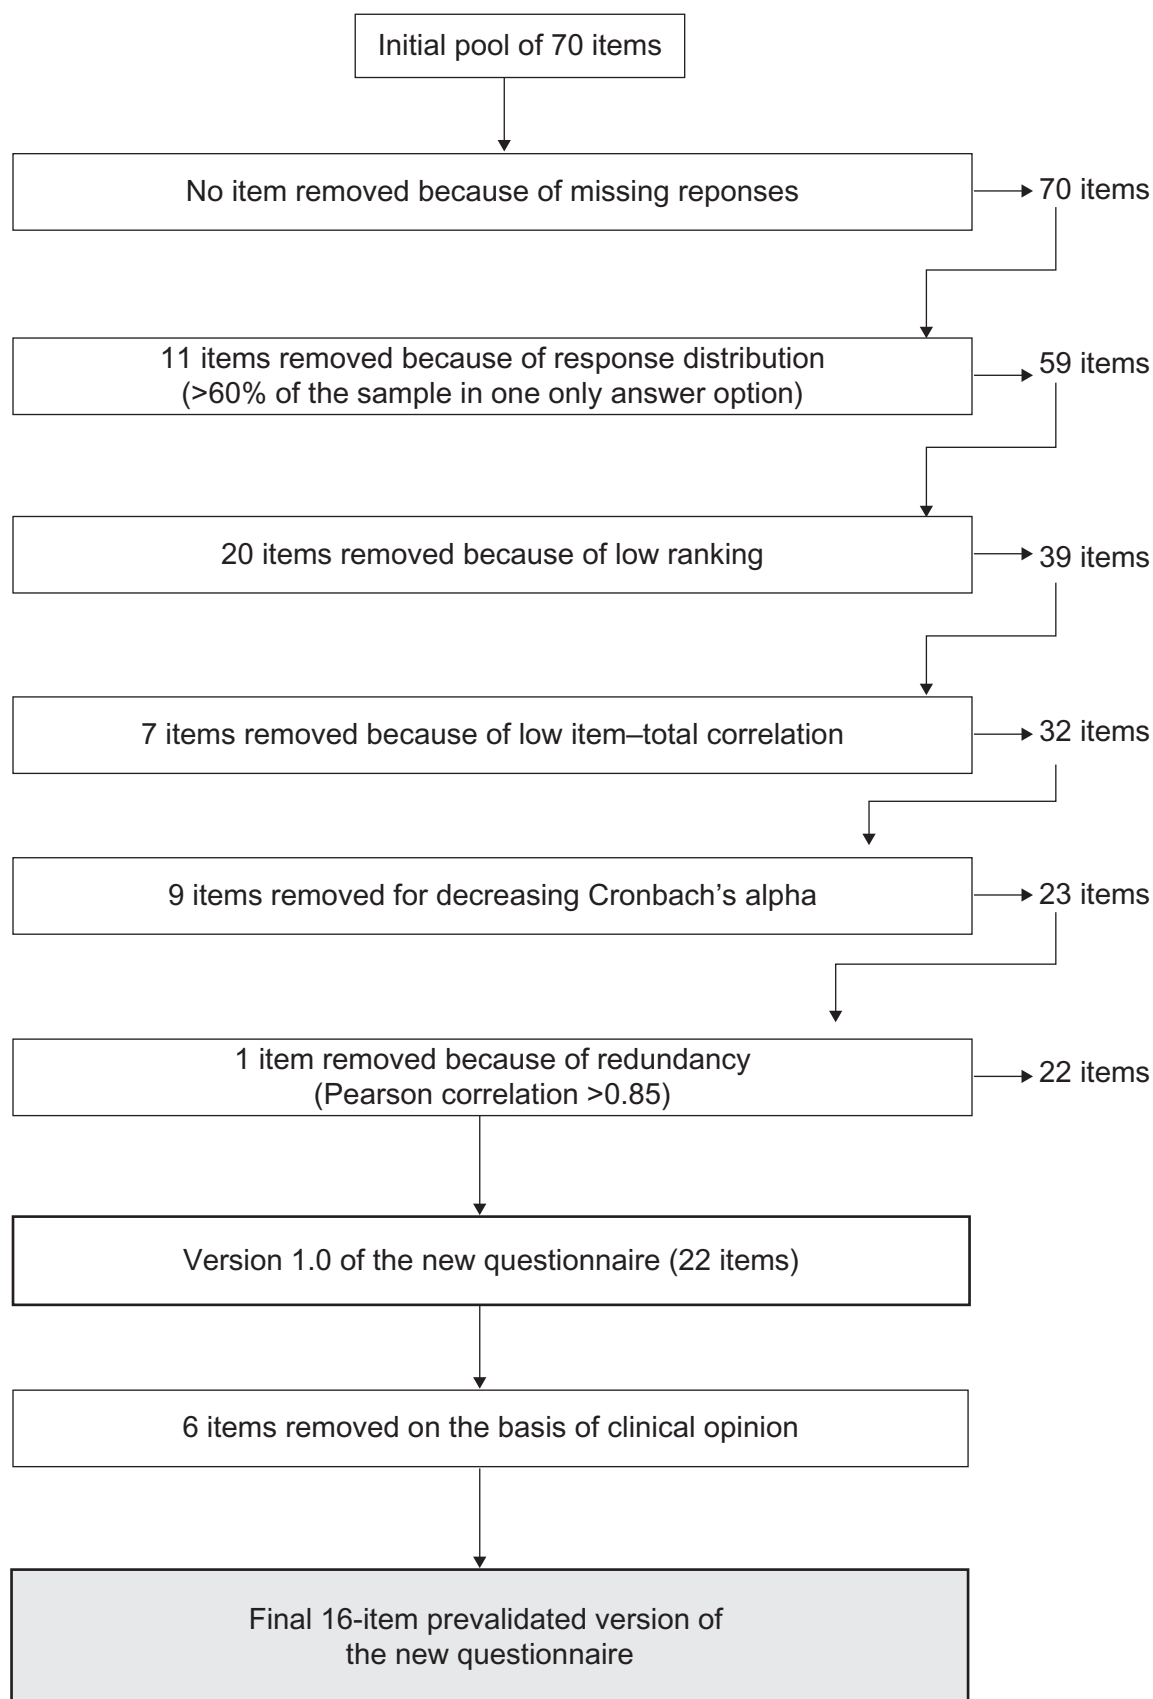 Initial pool of 70 items
No item removed because of missing reponses
70 items
11 items removed because of response distribution
(>60% of the sample in one only answer option)
59 items
20 items removed because of low ranking
39 items
7 items removed because of low item–total correlation
32 items
9 items removed for decreasing Cronbach’s alpha
23 items
1 item removed because of redundancy
(Pearson correlation >0.85)
22 items
Version 1.0 of the new questionnaire (22 items)
6 items removed on the basis of clinical opinion
Final 16-item prevalidated version of
the new questionnaire